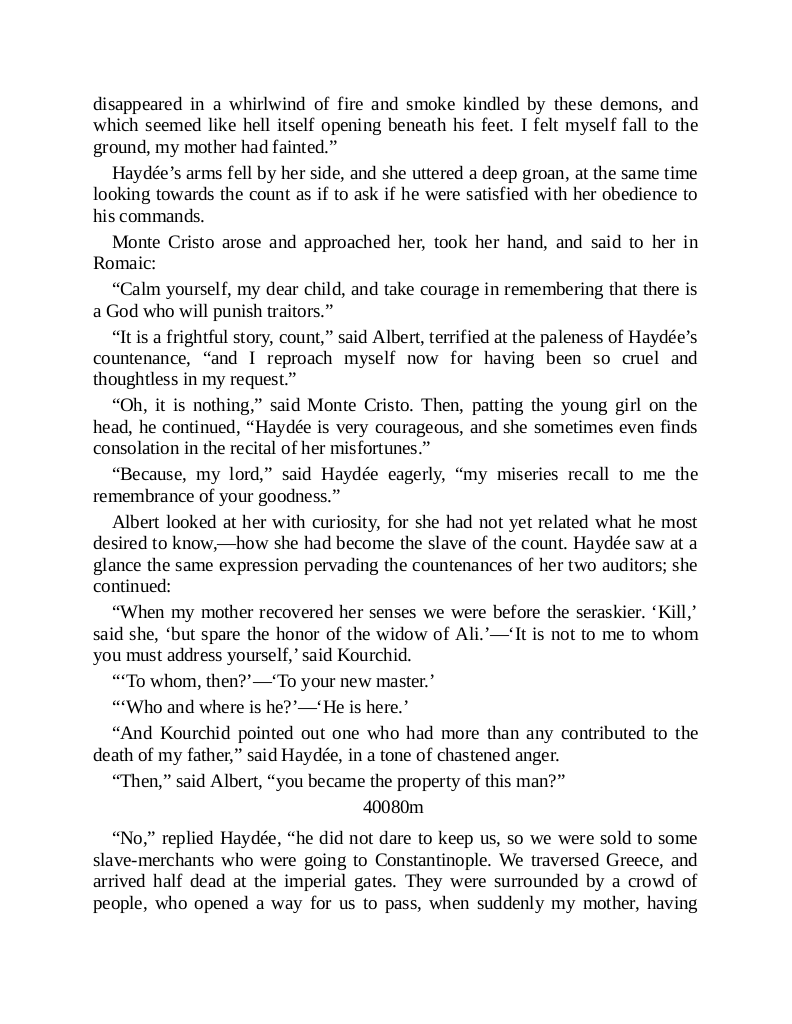 disappeared in a whirlwind of fire and smoke kindled by these demons, and
which seemed like hell itself opening beneath his feet. I felt myself fall to the
ground, my mother had fainted.”
Haydée’s arms fell by her side, and she uttered a deep groan, at the same time
looking towards the count as if to ask if he were satisfied with her obedience to
his commands.
Monte Cristo arose and approached her, took her hand, and said to her in
Romaic:
“Calm yourself, my dear child, and take courage in remembering that there is
a God who will punish traitors.”
“It is a frightful story, count,” said Albert, terrified at the paleness of Haydée’s
countenance, “and I reproach myself now for having been so cruel and
thoughtless in my request.”
“Oh, it is nothing,” said Monte Cristo. Then, patting the young girl on the
head, he continued, “Haydée is very courageous, and she sometimes even finds
consolation in the recital of her misfortunes.”
“Because, my lord,” said Haydée eagerly, “my miseries recall to me the
remembrance of your goodness.”
Albert looked at her with curiosity, for she had not yet related what he most
desired to know,—how she had become the slave of the count. Haydée saw at a
glance the same expression pervading the countenances of her two auditors; she
continued:
“When my mother recovered her senses we were before the seraskier. ‘Kill,’
said she, ‘but spare the honor of the widow of Ali.’—‘It is not to me to whom
you must address yourself,’ said Kourchid.
“‘To whom, then?’—‘To your new master.’
“‘Who and where is he?’—‘He is here.’
“And Kourchid pointed out one who had more than any contributed to the
death of my father,” said Haydée, in a tone of chastened anger.
“Then,” said Albert, “you became the property of this man?”
40080m
“No,” replied Haydée, “he did not dare to keep us, so we were sold to some
slave-merchants who were going to Constantinople. We traversed Greece, and
arrived half dead at the imperial gates. They were surrounded by a crowd of
people, who opened a way for us to pass, when suddenly my mother, having